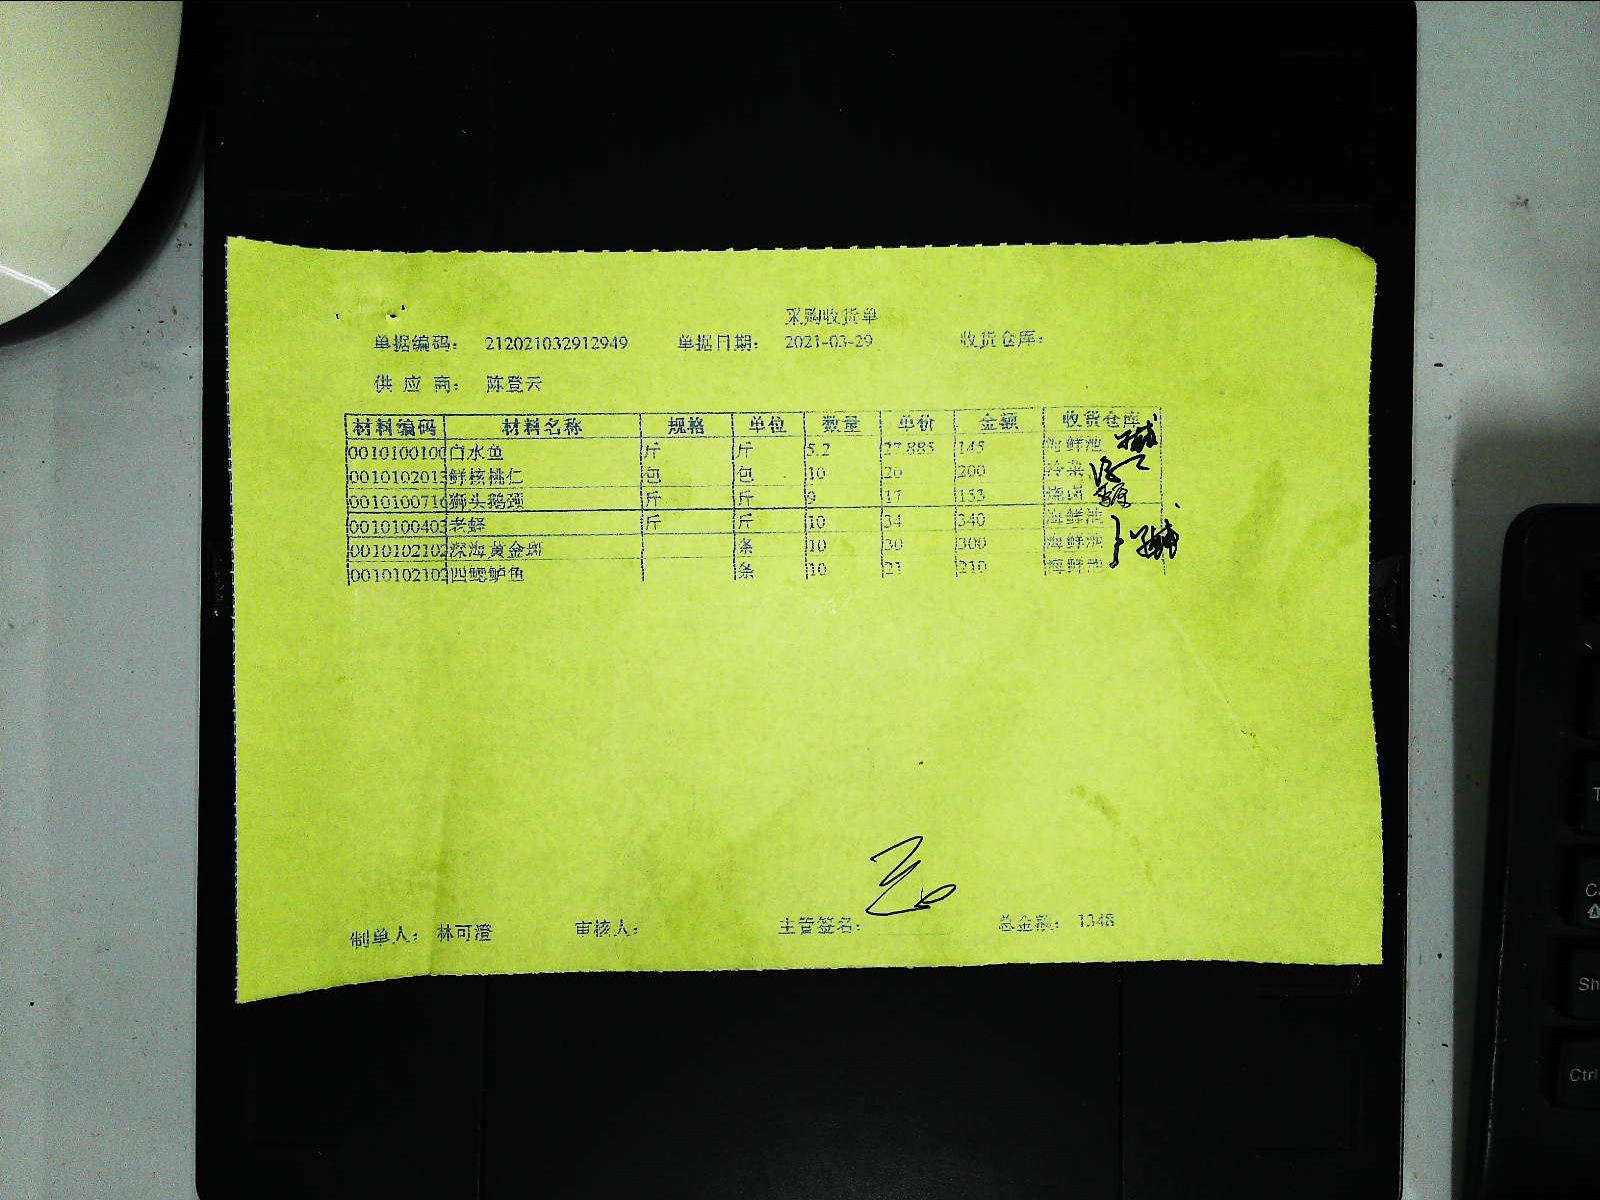 采购收货单
单据编码： 212021032912949 单据日期： 2021-03-29 收货仓库：
供应商： 陈登云
材料编码 材料名称 规格 单位 数量 单价 金额 收货仓库
0010100100 白水鱼 斤 斤 5.2 27.885 145 海鲜池
0010102013 鲜核桃仁 包 包 10 20 200 冷菜
0010100716 狮头鹅颈 斤 斤 9 17 153 烧卤
0010100403 老蛏 斤 斤 10 34 340 海鲜池
0010102102 深海黄金 条 10 30 300 海鲜池
0010102102 四鳃鲈鱼 条 10 21 210 海鲜池
制单人： 林可澄 审核人： 主管签名： 总金额： 1348
T
Sh
Ctrl